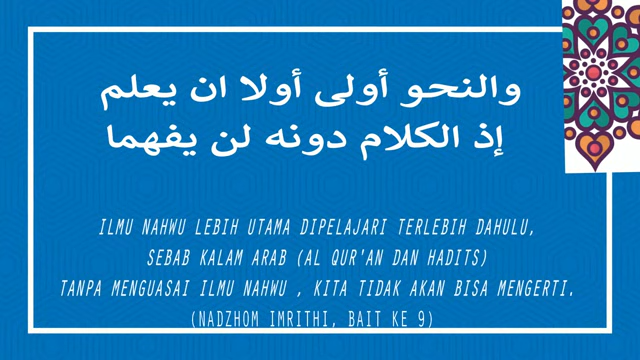 والنحو أولى أولا ان يعلم
إذ الكلام دونه لن يفهما
ILMU NAHWU LEBIH UTAMA DIPELAJARI TERLEBIH DAHULU,
SEBAB KALAM ARAB (AL QUR'AN DAN HADITS)
TANPA MENGUASAI ILMU NAHWU , KITA TIDAK AKAN BISA MENGERTI.
(NADZHOM IMRITHI, BAIT KE 9)